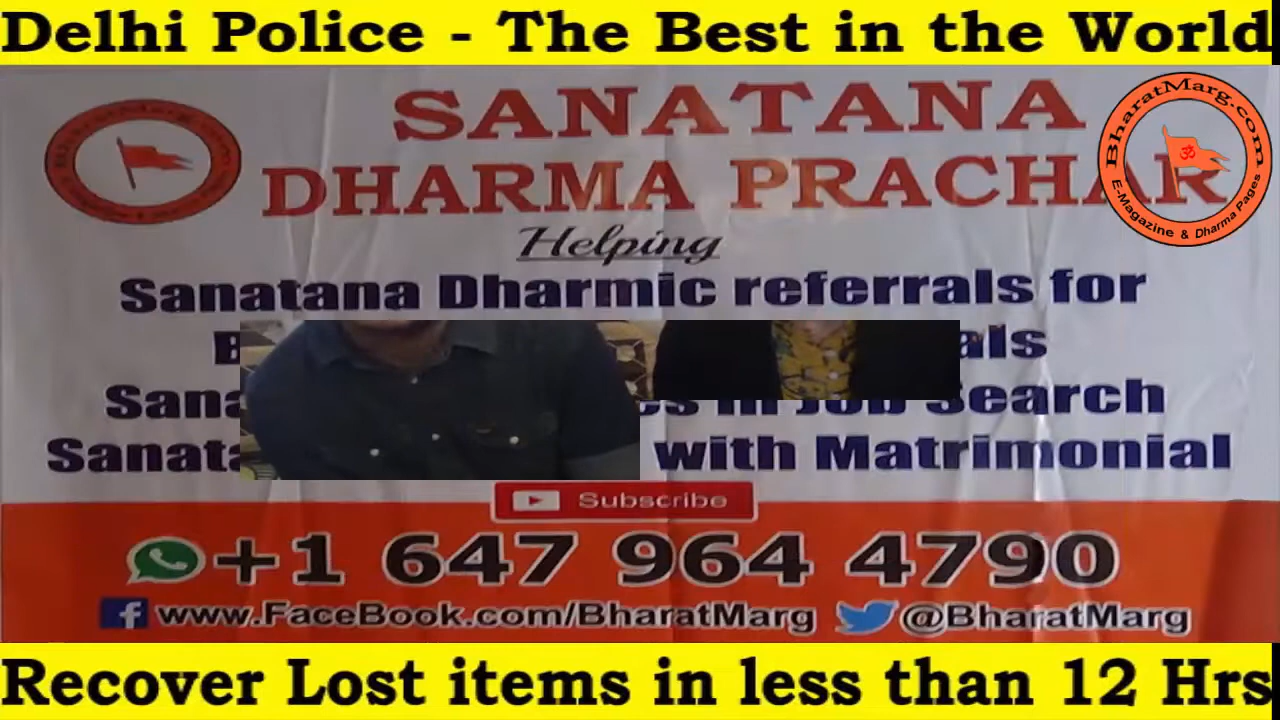 Delhi Police - The Best in the World
SANATANA
DHARMA PRACHAR
BharatMarg.com
ॐ
E-Magazine & Dharma Pages
Helping
Sanatana Dharmic referrals for
in Job Search
with Matrimonial
Subscribe
+1 647 964 4790
www.FaceBook.com/BharatMarg @BharatMarg
Recover Lost items in less than 12 Hrs